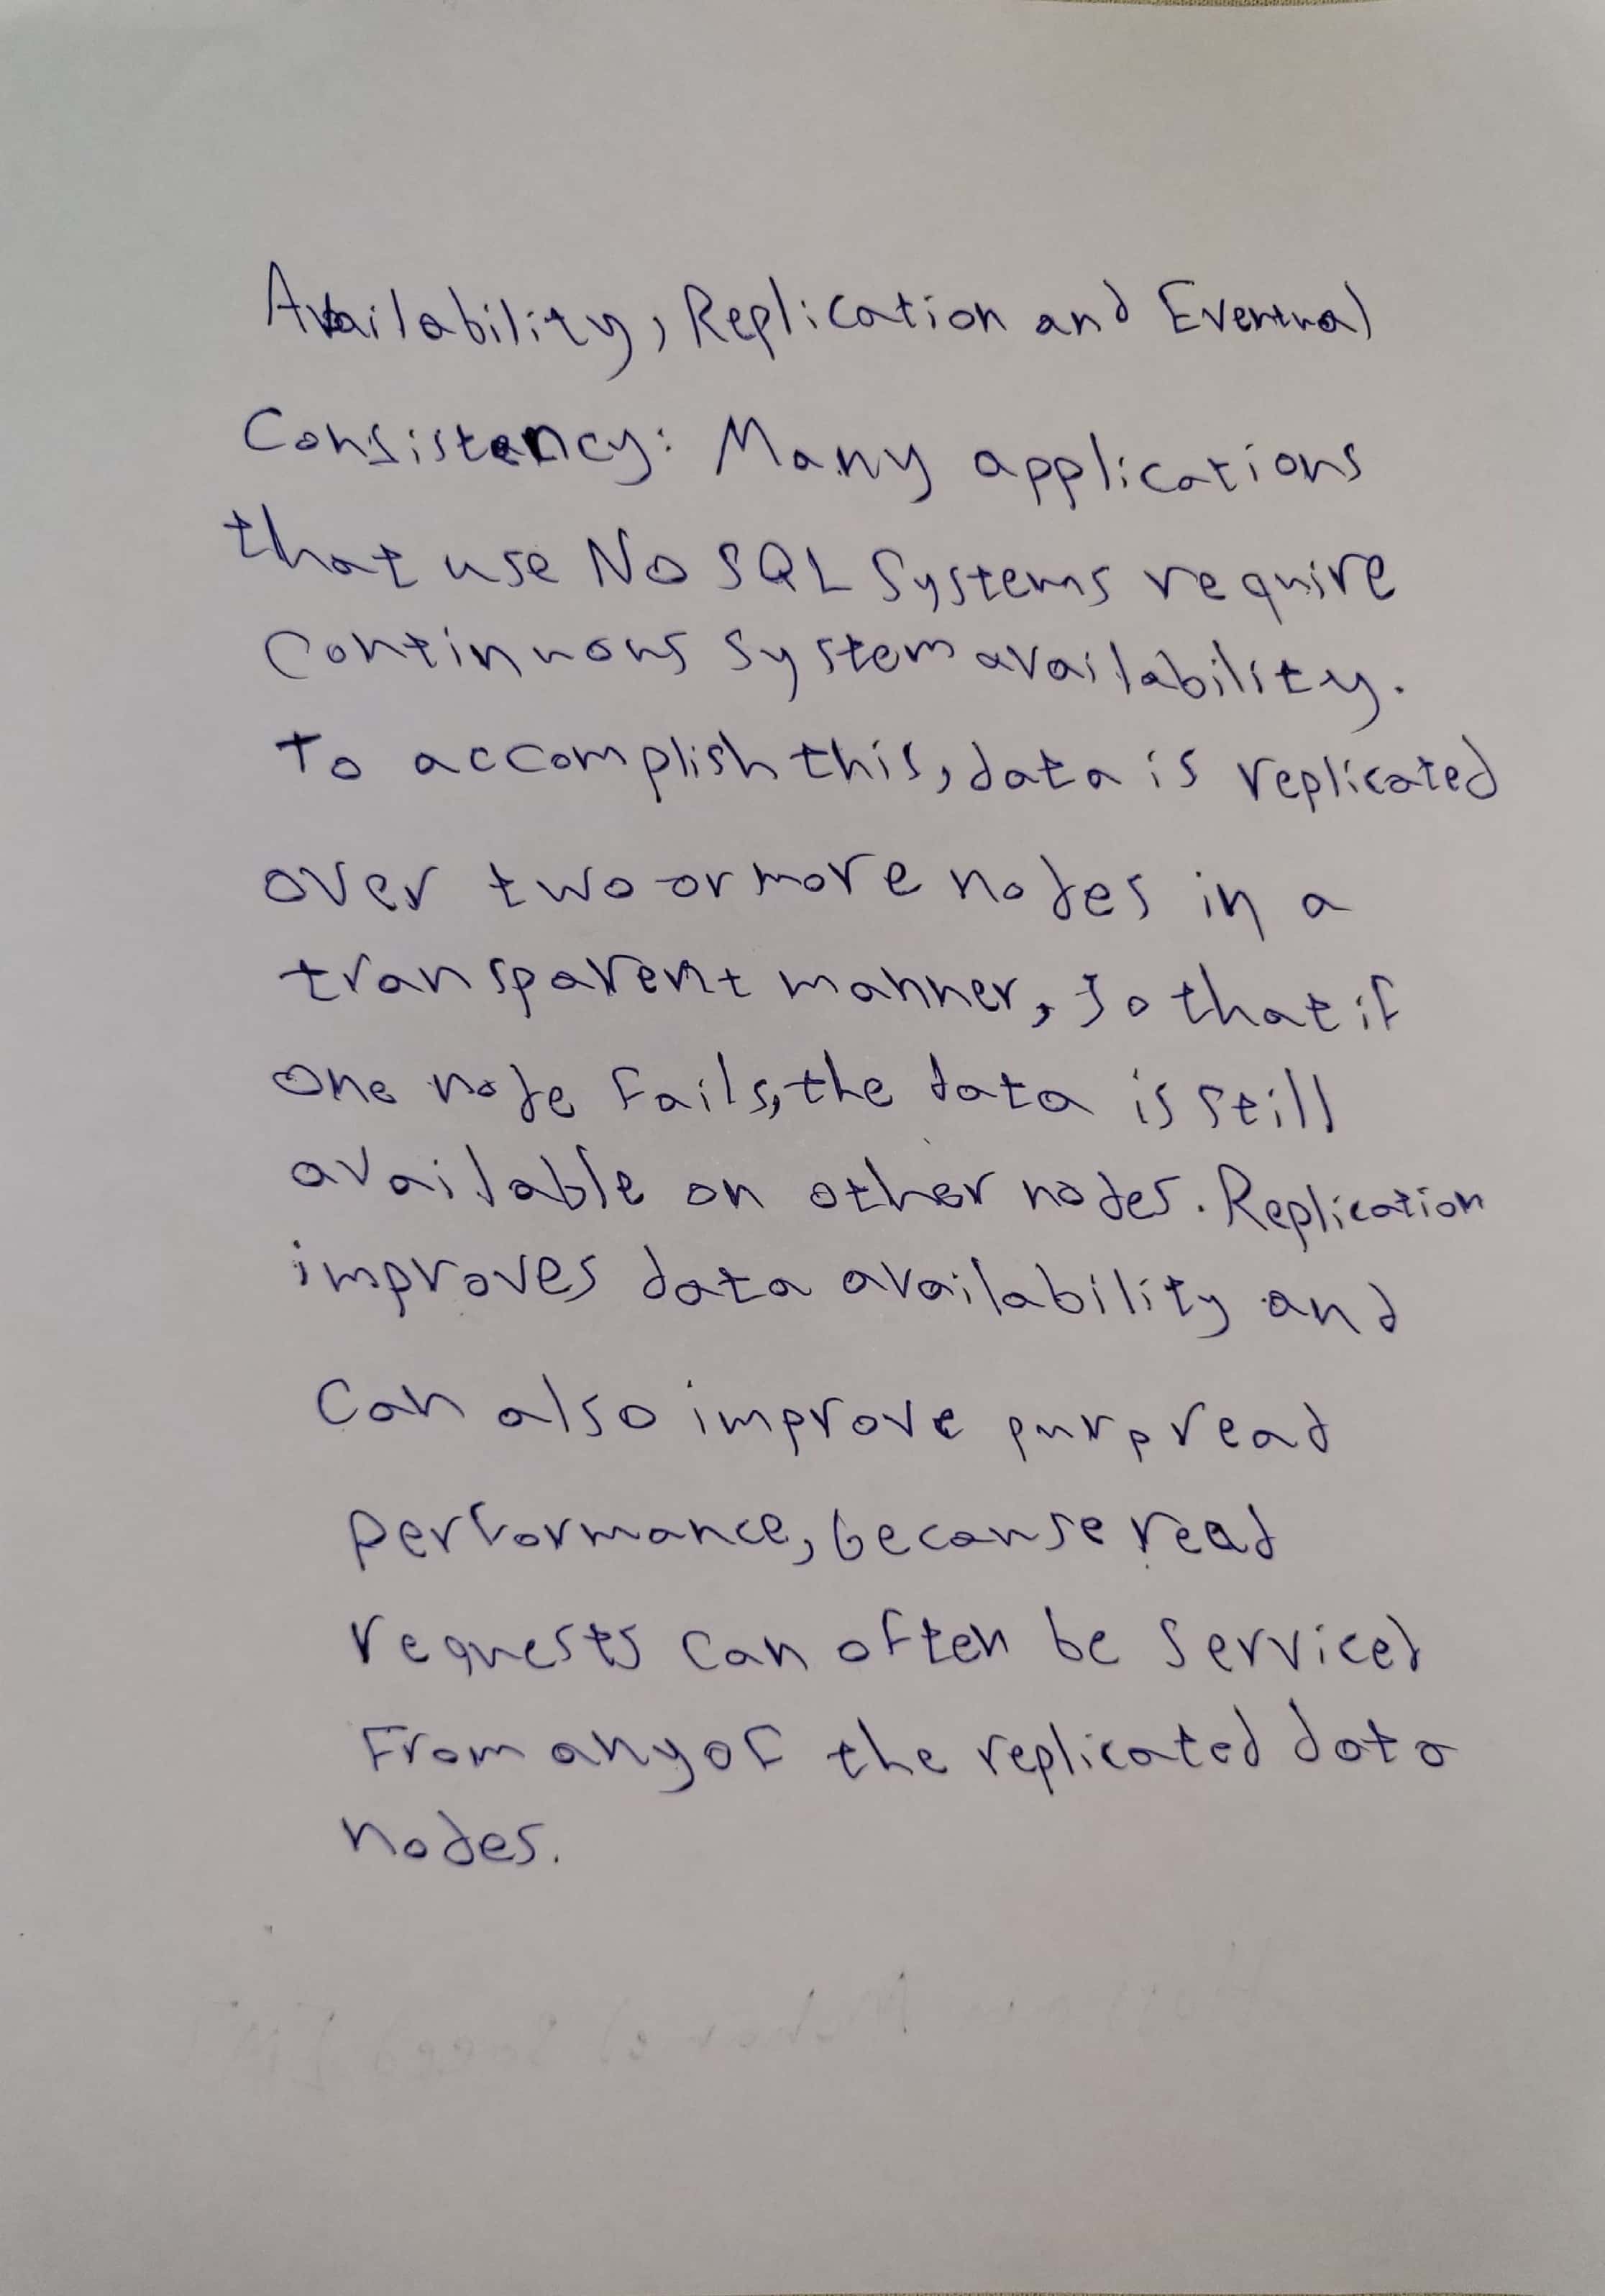 Availability, Replication and Eventual
Consistency: Many applications
that use No SQL Systems require
Continuous system availability.
To accomplish this, data is replicated
over two or more nodes in a
transparent manner, so that if
one node fails, the data is still
available on other nodes. Replication
improves data availability and
Can also improve purp read
performance, because read
requests can often be serviced
From any of the replicated data
nodes.